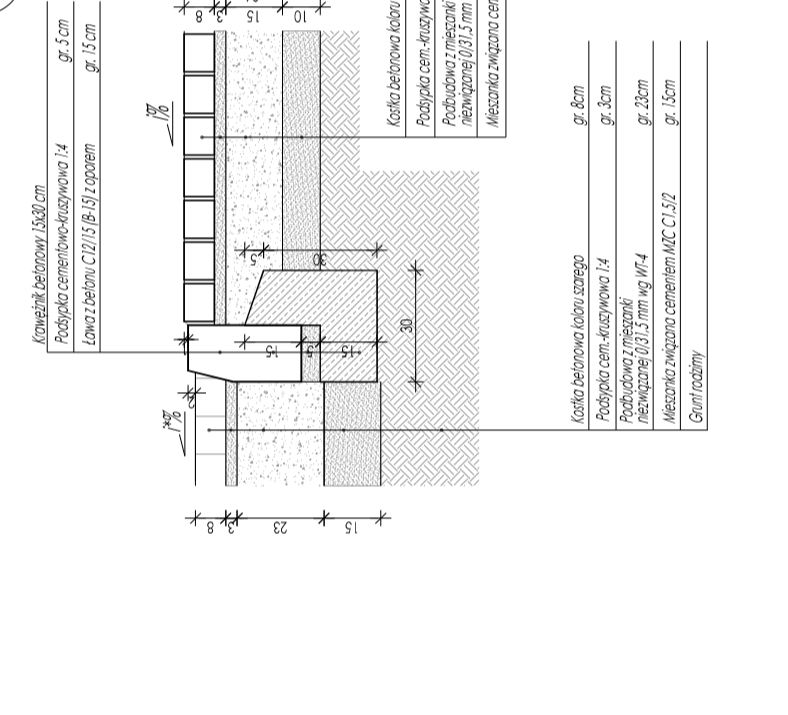 Krawężnik betonowy 15x30 cm
Podsypka cementowo-kruszywowa 1:4 gr. 5 cm
Ława z betonu C12/15 (B-15) z oporem gr. 15 cm
8
3
15
10
i%
i*%
2
5
30
15
5
15
30
8
3
23
15
Kostka betonowa koloru
Podsypka cem.-kruszywo
Podbudowa z mieszanki
niezwiązanej 0/31,5 mm
Mieszanka związana cem
Kostka betonowa koloru szarego gr. 8cm
Podsypka cem.-kruszywowa 1:4 gr. 3cm
Podbudowa z mieszanki
niezwiązanej 0/31,5 mm wg WT-4 gr. 23cm
Mieszanka związana cementem MZC C1,5/2 gr. 15cm
Grunt rodzimy